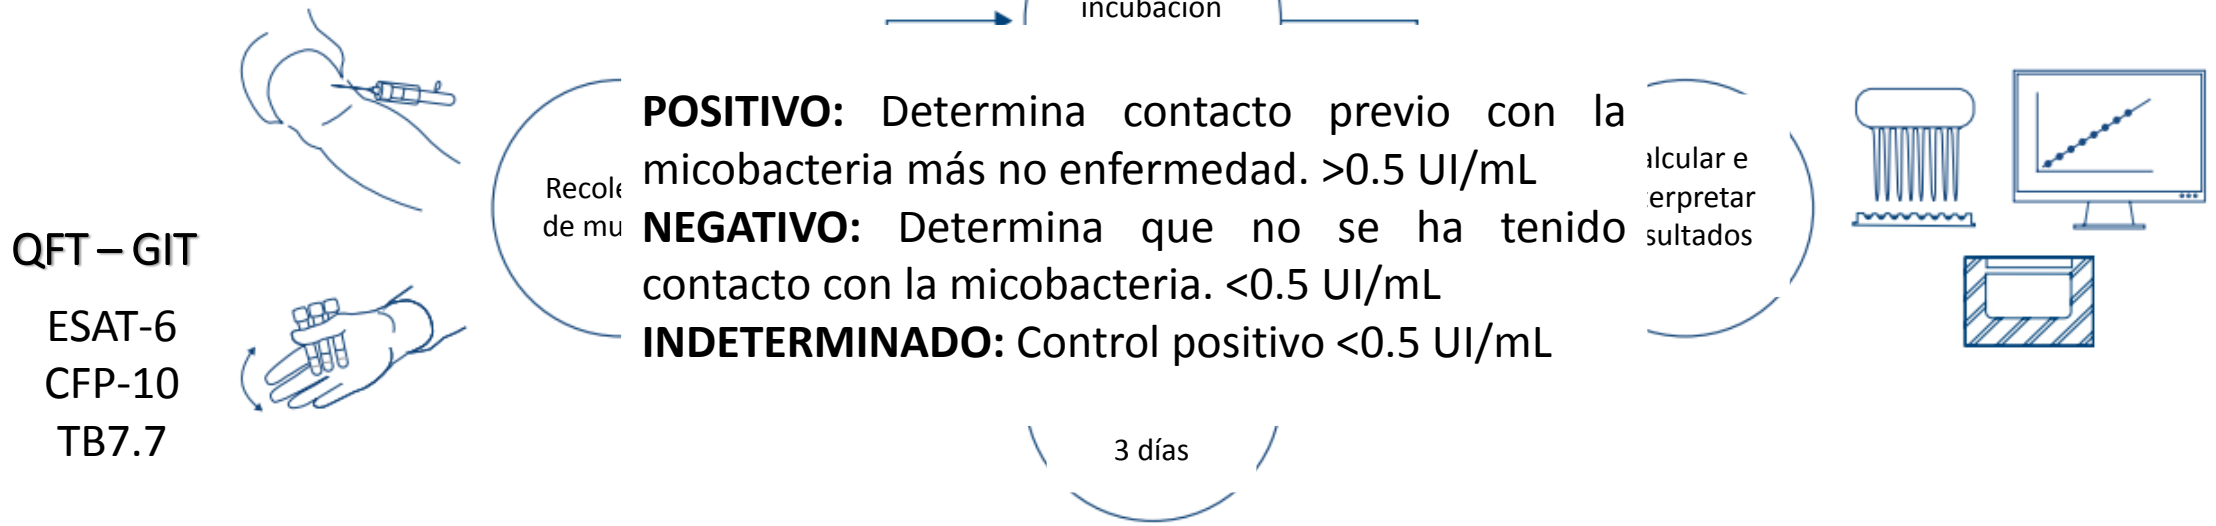 incubación
QFT – GIT
ESAT-6
CFP-10
TB7.7
de
POSITIVO: Determina contacto previo con la
micobacteria más no enfermedad. >0.5 UI/mL
NEGATIVO: Determina que no se ha tenido
contacto con la micobacteria. <0.5 UI/mL
INDETERMINADO: Control positivo <0.5 UI/mL
3 días
e